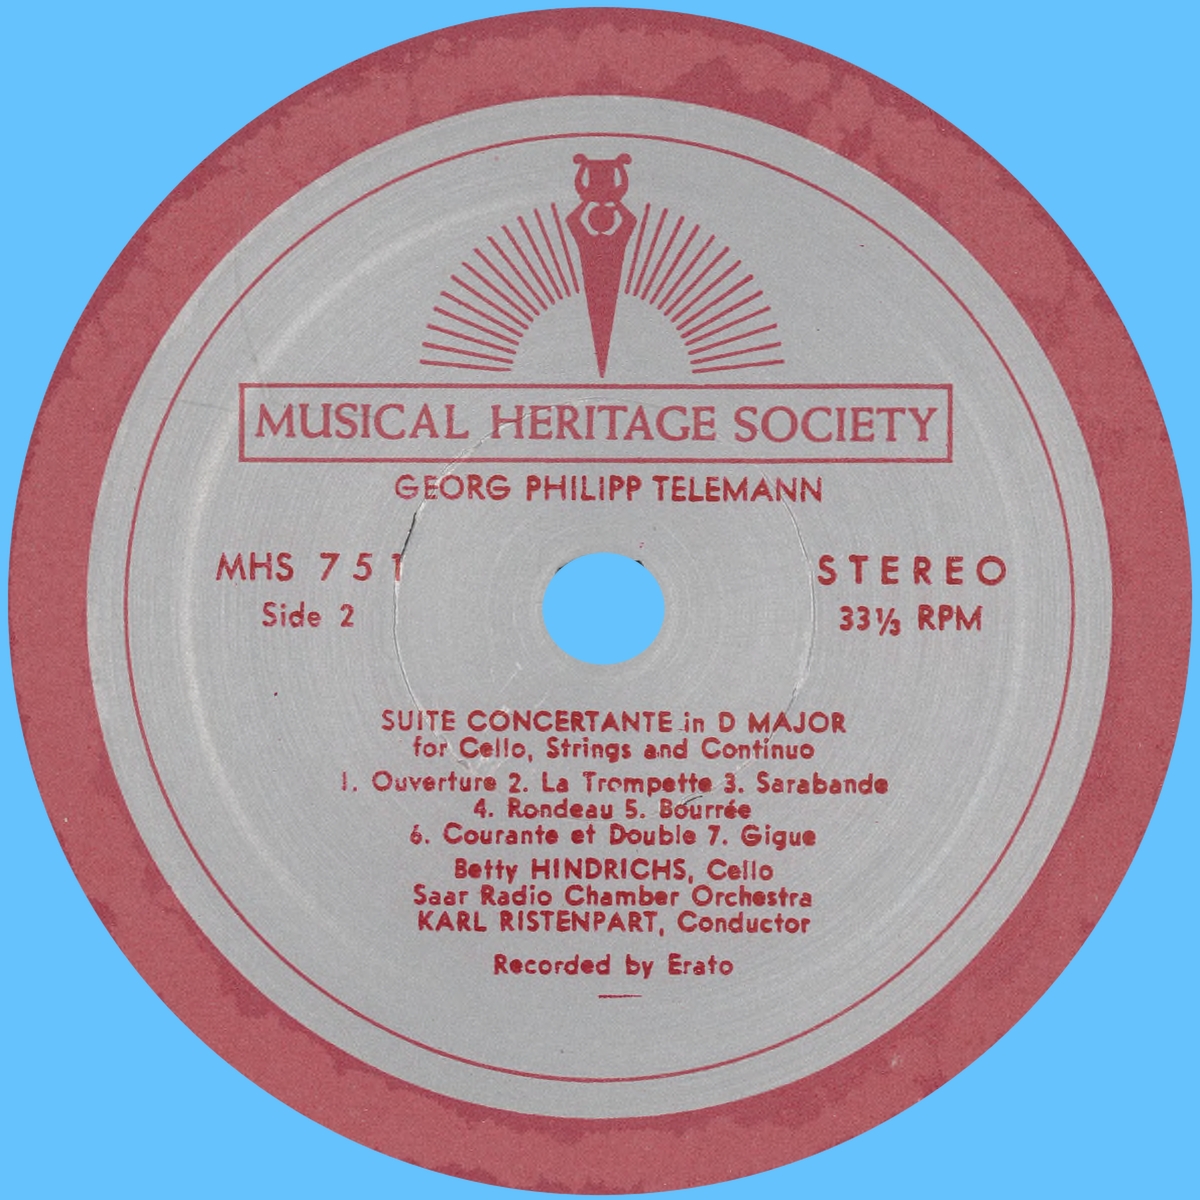 MUSICAL HERITAGE SOCIETY
GEORG PHILIPP TELEMANN
MHS 751
Side 2
STEREO
33⅓ RPM
SUITE CONCERTANTE in D MAJOR
for Cello, Strings and Continuo
1. Ouverture 2. La Trompette 3. Sarabande
4. Rondeau 5. Bourrée
6. Courante et Double 7. Gigue
Betty HINDRICHS, Cello
Saar Radio Chamber Orchestra
KARL RISTENPART, Conductor
Recorded by Erato